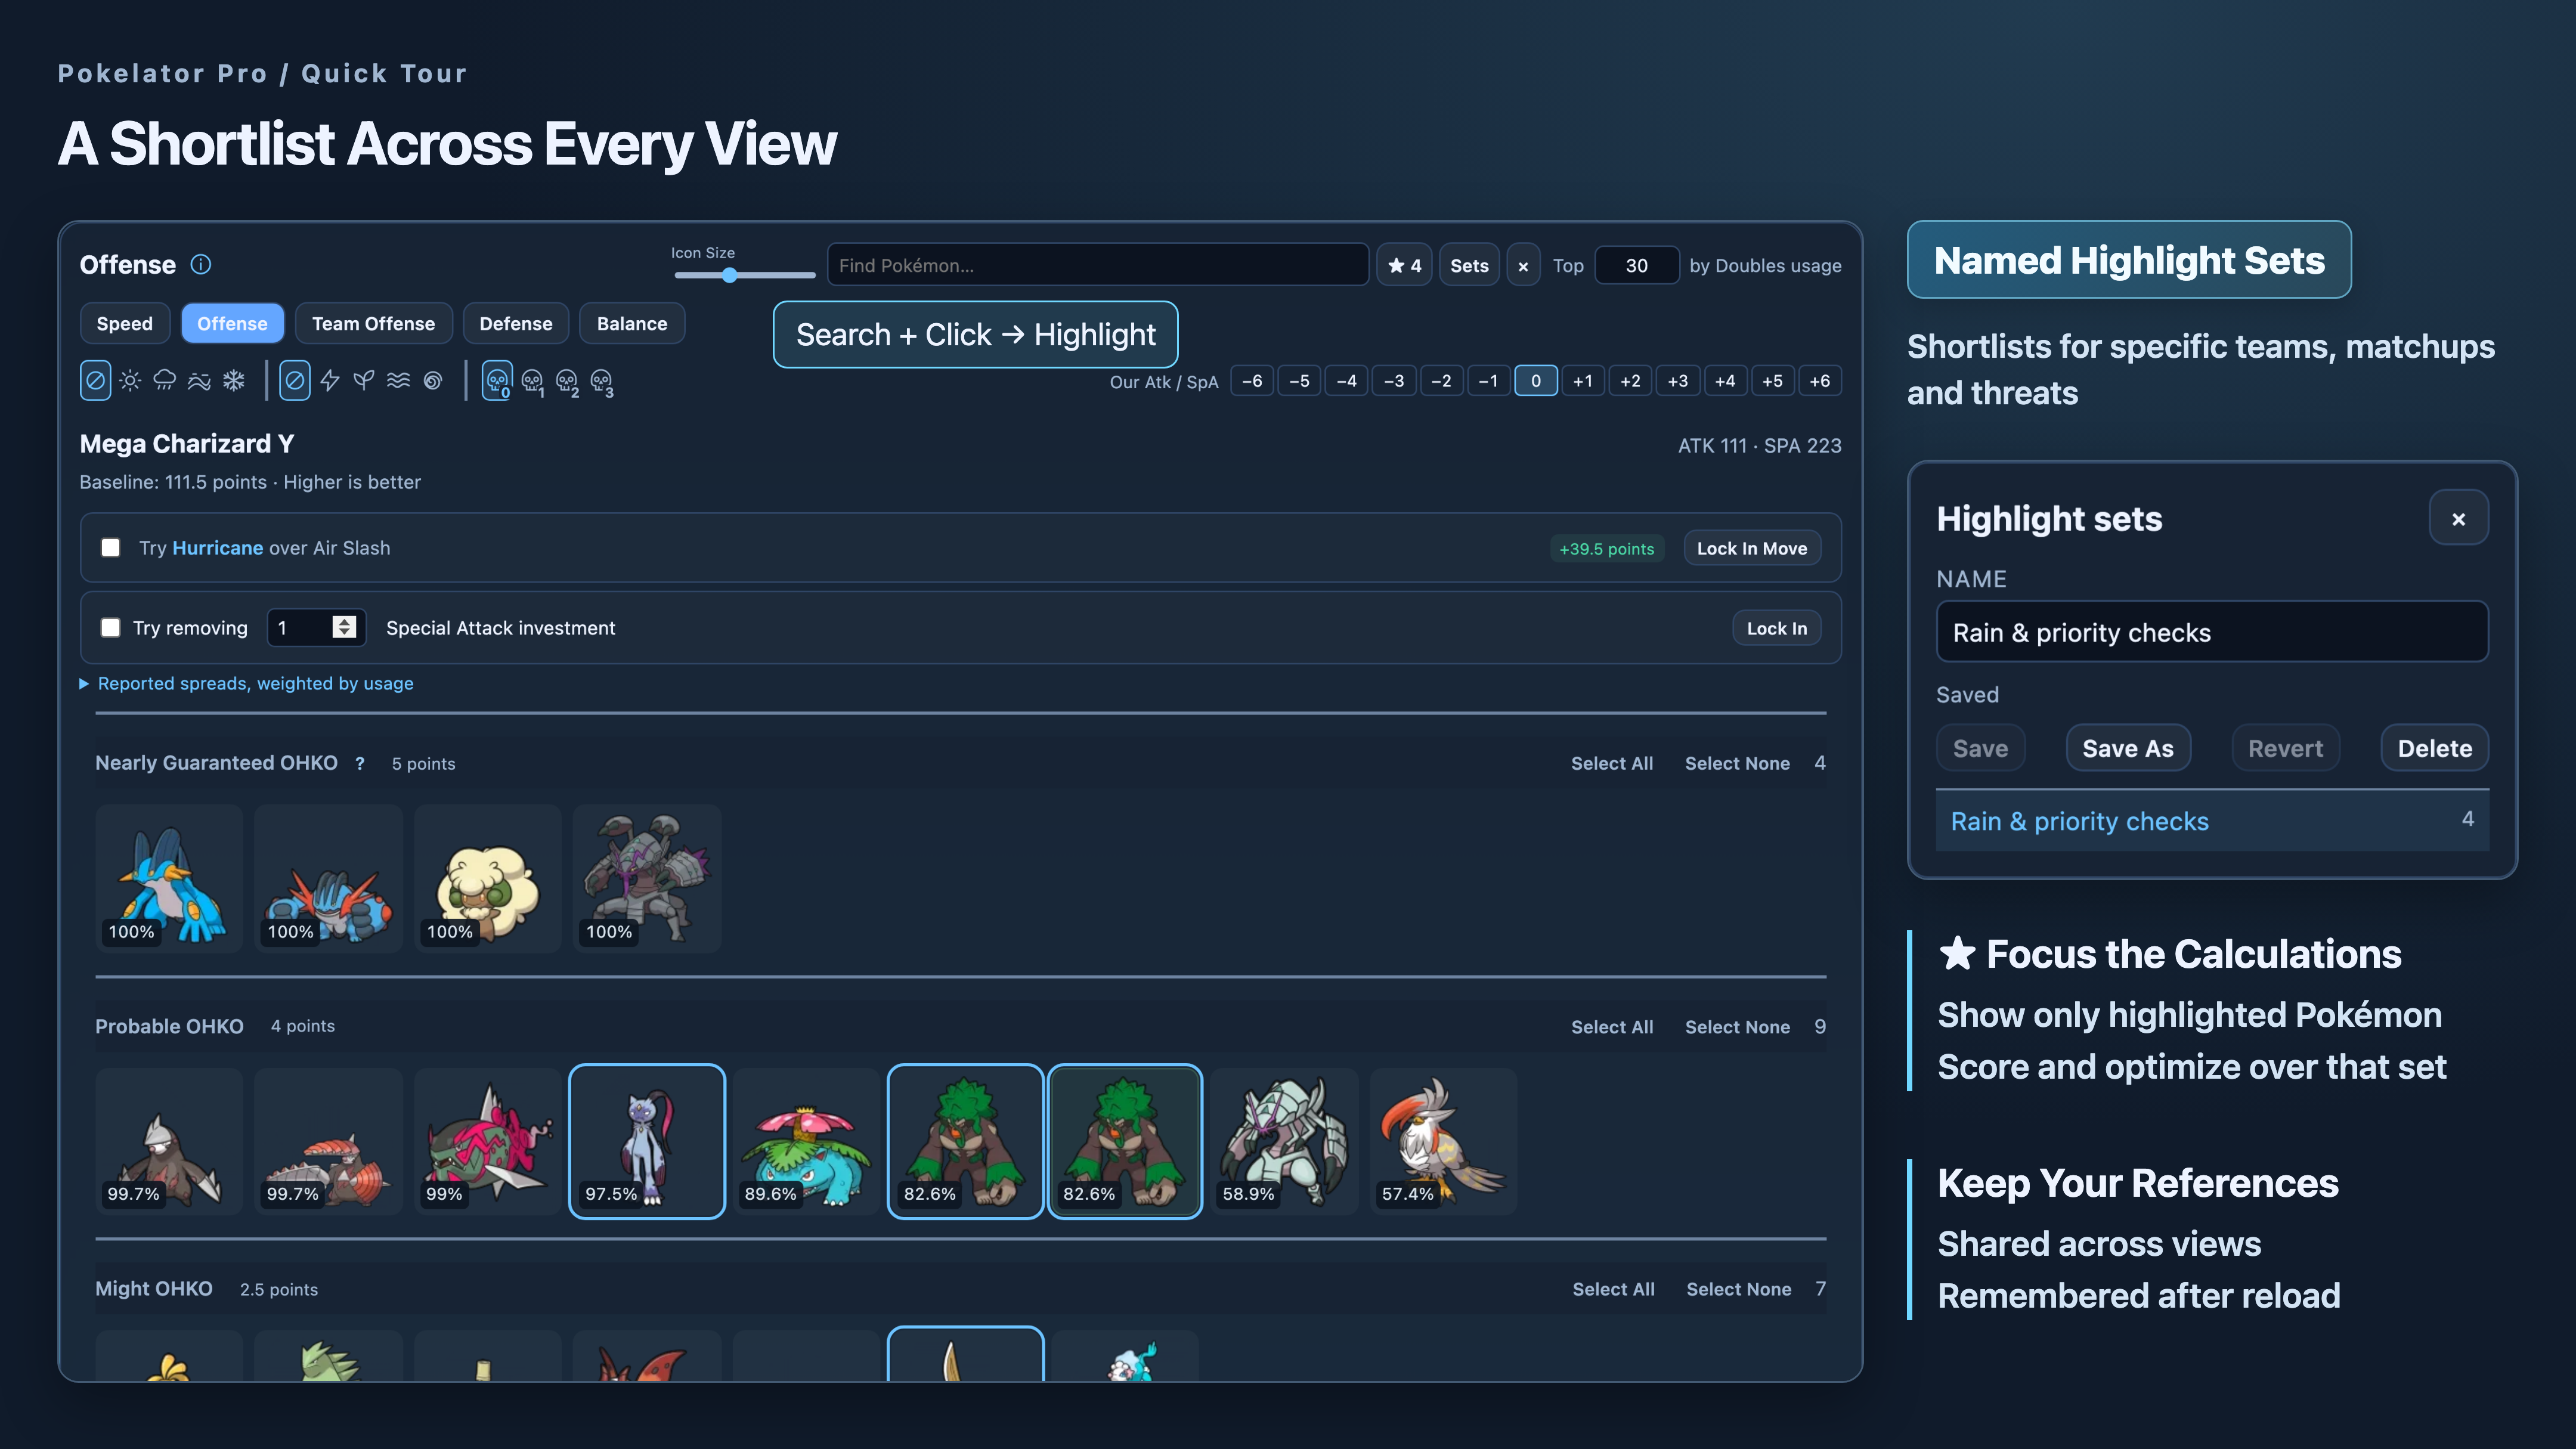 Pokelator Pro / Quick Tour
A Shortlist Across Every View
Offense
Icon Size
Find Pokémon...
★ 4
Sets
×
Top
30
by Doubles usage
Speed
Offense
Team Offense
Defense
Balance
Search + Click → Highlight
0
1
2
3
Our Atk / SpA
−6
−5
−4
−3
−2
−1
0
+1
+2
+3
+4
+5
+6
Mega Charizard Y
ATK 111 · SPA 223
Baseline: 111.5 points · Higher is better
Try Hurricane over Air Slash
+39.5 points
Lock In Move
Try removing 1 Special Attack investment
Lock In
Reported spreads, weighted by usage
Nearly Guaranteed OHKO ? 5 points
Select All
Select None
4
100%
100%
100%
100%
Probable OHKO 4 points
Select All
Select None
9
99.7%
99.7%
99%
97.5%
89.6%
82.6%
82.6%
58.9%
57.4%
Might OHKO 2.5 points
Select All
Select None
7
Named Highlight Sets
Shortlists for specific teams, matchups
and threats
Highlight sets
×
NAME
Rain & priority checks
Saved
Save
Save As
Revert
Delete
Rain & priority checks
4
★ Focus the Calculations
Show only highlighted Pokémon
Score and optimize over that set
Keep Your References
Shared across views
Remembered after reload